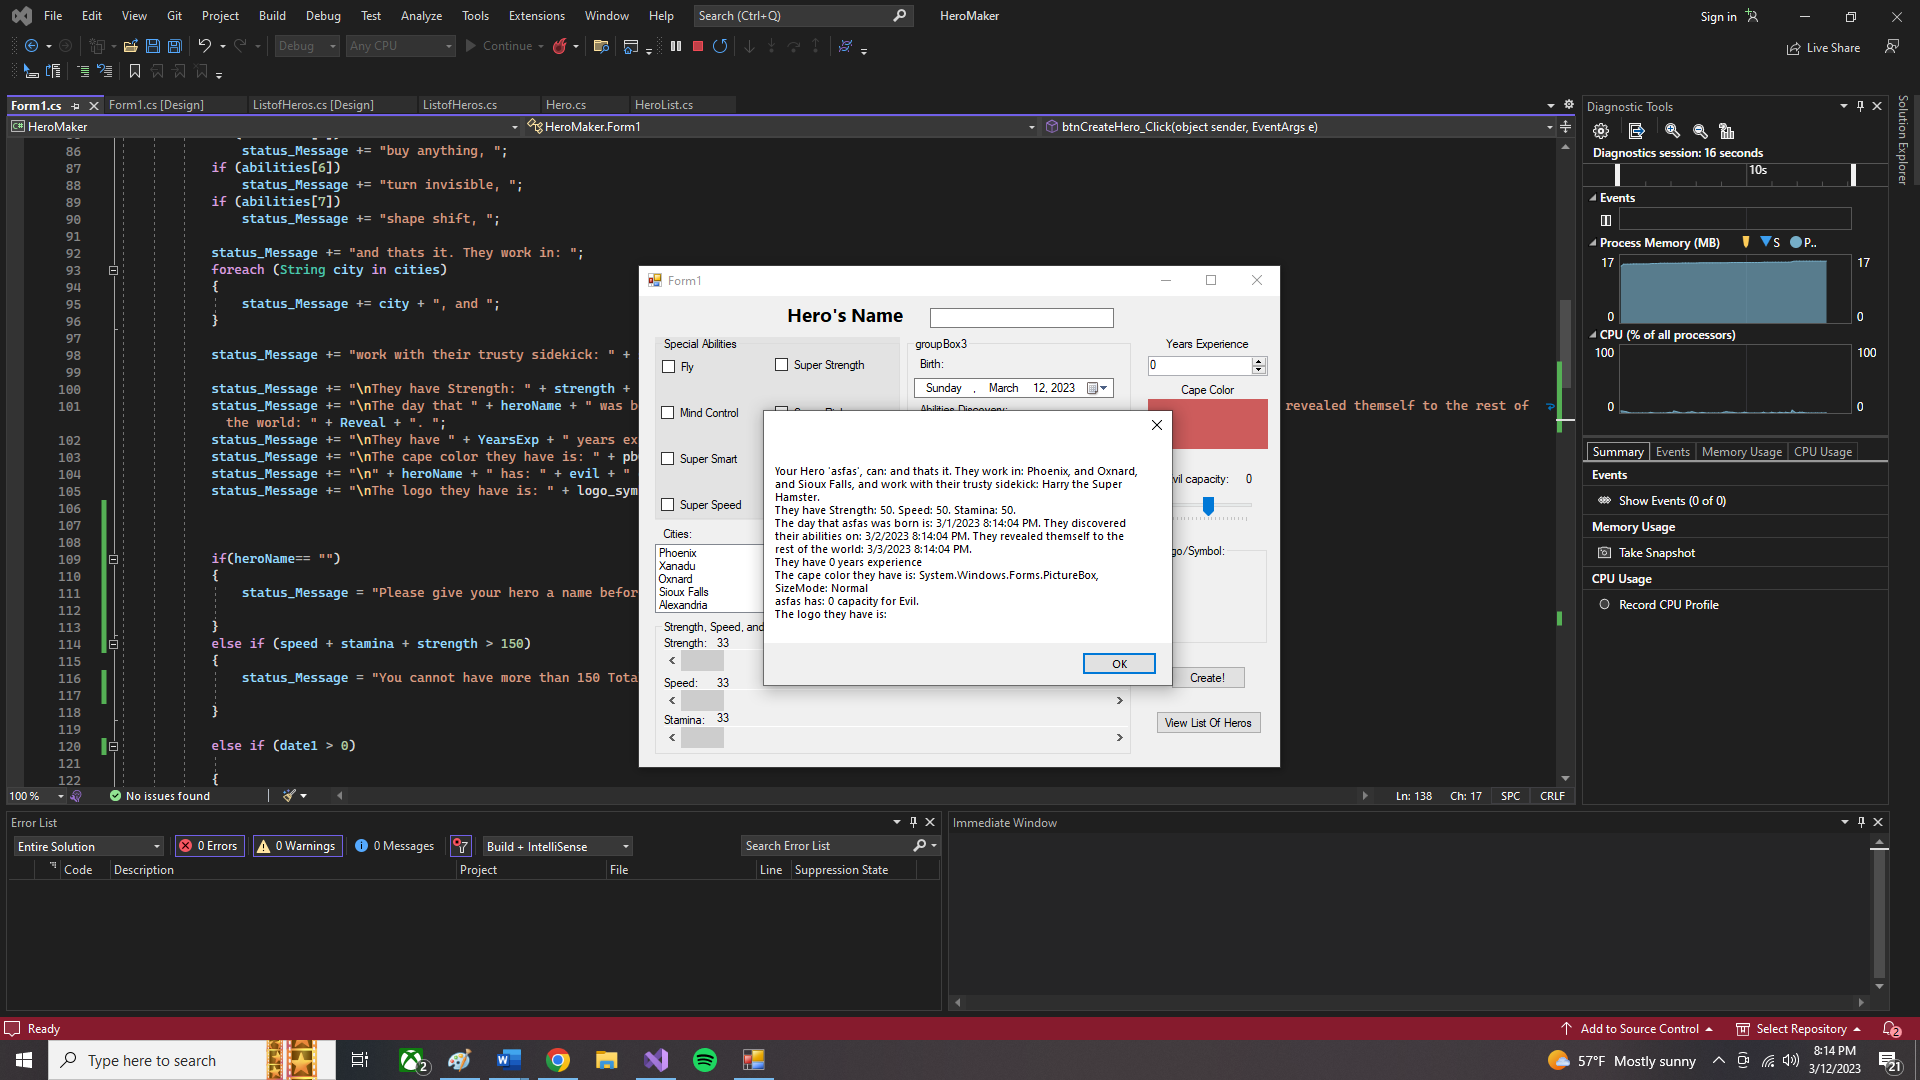 File Edit View Git Project Build Debug Test Analyze Tools Extensions Window Help Search (Ctrl+Q) HeroMaker Sign in
Debug Any CPU Continue Live Share
Form1.cs Form1.cs [Design] ListofHeros.cs [Design] ListofHeros.cs Hero.cs HeroList.cs
HeroMaker HeroMaker.Form1 btnCreateHero_Click(object sender, EventArgs e)
86 status_Message += "buy anything, ";
87 if (abilities[6])
88 status_Message += "turn invisible, ";
89 if (abilities[7])
90 status_Message += "shape shift, ";
91
92 status_Message += "and thats it. They work in: ";
93 foreach (String city in cities)
94 {
95 status_Message += city + ", and ";
96 }
97
98 status_Message += "work with their trusty sidekick: " +
99
100 status_Message += "\nThey have Strength: " + strength +
101 status_Message += "\nThe day that " + heroName + " was b revealed themself to the rest of
the world: " + Reveal + ". ";
102 status_Message += "\nThey have " + YearsExp + " years ex
103 status_Message += "\nThe cape color they have is: " + pb
104 status_Message += "\n" + heroName + " has: " + evil + "
105 status_Message += "\nThe logo they have is: " + logo_sym
106
107
108
109 if(heroName== "")
110 {
111 status_Message = "Please give your hero a name befor
112
113 }
114 else if (speed + stamina + strength > 150)
115 {
116 status_Message = "You cannot have more than 150 Tota
117
118 }
119
120 else if (date1 > 0)
121
122 {
100 % No issues found Ln: 138 Ch: 17 SPC CRLF
Form1
Hero's Name
Special Abilities
Fly
Super Strength
Mind Control
Super Smart
Super Speed
groupBox3
Birth:
Sunday , March 12, 2023
Abilities Discovery:
Years Experience
0
Cape Color
vil capacity: 0
go/Symbol:
Cities:
Phoenix
Xanadu
Oxnard
Sioux Falls
Alexandria
Strength, Speed, and
Strength: 33
Speed: 33
Stamina: 33
Create!
View List Of Heros
Your Hero 'asfas', can: and thats it. They work in: Phoenix, and Oxnard,
and Sioux Falls, and work with their trusty sidekick: Harry the Super
Hamster.
They have Strength: 50. Speed: 50. Stamina: 50.
The day that asfas was born is: 3/1/2023 8:14:04 PM. They discovered
their abilities on: 3/2/2023 8:14:04 PM. They revealed themself to the
rest of the world: 3/3/2023 8:14:04 PM.
They have 0 years experience
The cape color they have is: System.Windows.Forms.PictureBox,
SizeMode: Normal
asfas has: 0 capacity for Evil.
The logo they have is:
OK
Diagnostic Tools
Diagnostics session: 16 seconds
10s
Events
Process Memory (MB) S P..
17 17
0 0
CPU (% of all processors)
100 100
0 0
Summary Events Memory Usage CPU Usage
Events
Show Events (0 of 0)
Memory Usage
Take Snapshot
CPU Usage
Record CPU Profile
Solution Explorer
Error List
Entire Solution 0 Errors 0 Warnings 0 Messages Build + IntelliSense Search Error List
Code Description Project File Line Suppression State
Immediate Window
Ready Add to Source Control Select Repository 2
Type here to search 2 57°F Mostly sunny 8:14 PM
3/12/2023 21